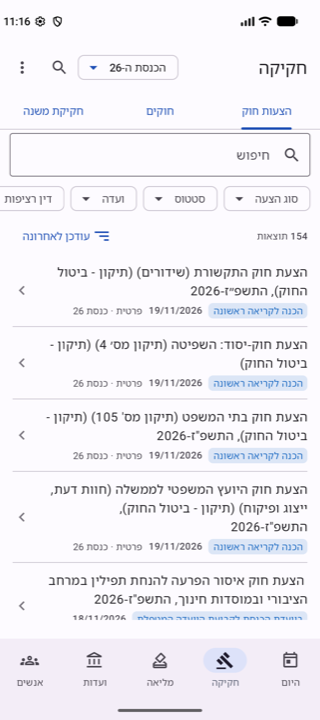 11:16
חקיקה
הכנסת ה-26
הצעות חוק
חוקים
חקיקת משנה
חיפוש
סוג הצעה
סטטוס
ועדה
דין רציפות
154 תוצאות
עודכן לאחרונה
הצעת חוק התקשורת (שידורים) (תיקון - ביטול
החוק), התשפ״ז-2026
הכנה לקריאה ראשונה 19/11/2026 פרטית · כנסת 26
הצעת חוק-יסוד: השפיטה (תיקון מס׳ 4) (תיקון -
ביטול החוק)
הכנה לקריאה ראשונה 19/11/2026 פרטית · כנסת 26
הצעת חוק בתי המשפט (תיקון מס' 105) (תיקון -
ביטול החוק), התשפ"ז-2026
הכנה לקריאה ראשונה 19/11/2026 פרטית · כנסת 26
הצעת חוק היועץ המשפטי לממשלה (חוות דעת,
ייצוג ופיקוח) (תיקון - ביטול החוק),
התשפ"ז-2026
הכנה לקריאה ראשונה 19/11/2026 פרטית · כנסת 26
הצעת חוק איסור הפרעה להנחת תפילין במרחב
הציבורי ובמוסדות חינוך, התשפ"ז-2026
18/11/2026
היום
חקיקה
מליאה
ועדות
אנשים